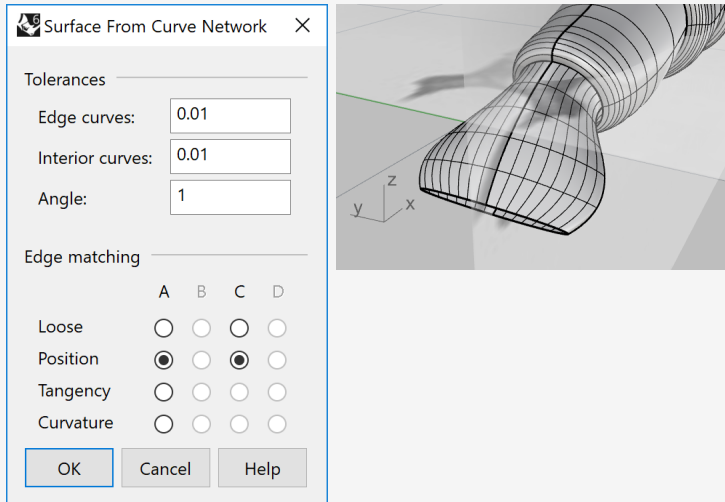 6 Surface From Curve Network
Tolerances
Edge curves: 0.01
Interior curves: 0.01
Angle: 1
Edge matching
A B C D
Loose
Position
Tangency
Curvature
OK Cancel Help
z
y x